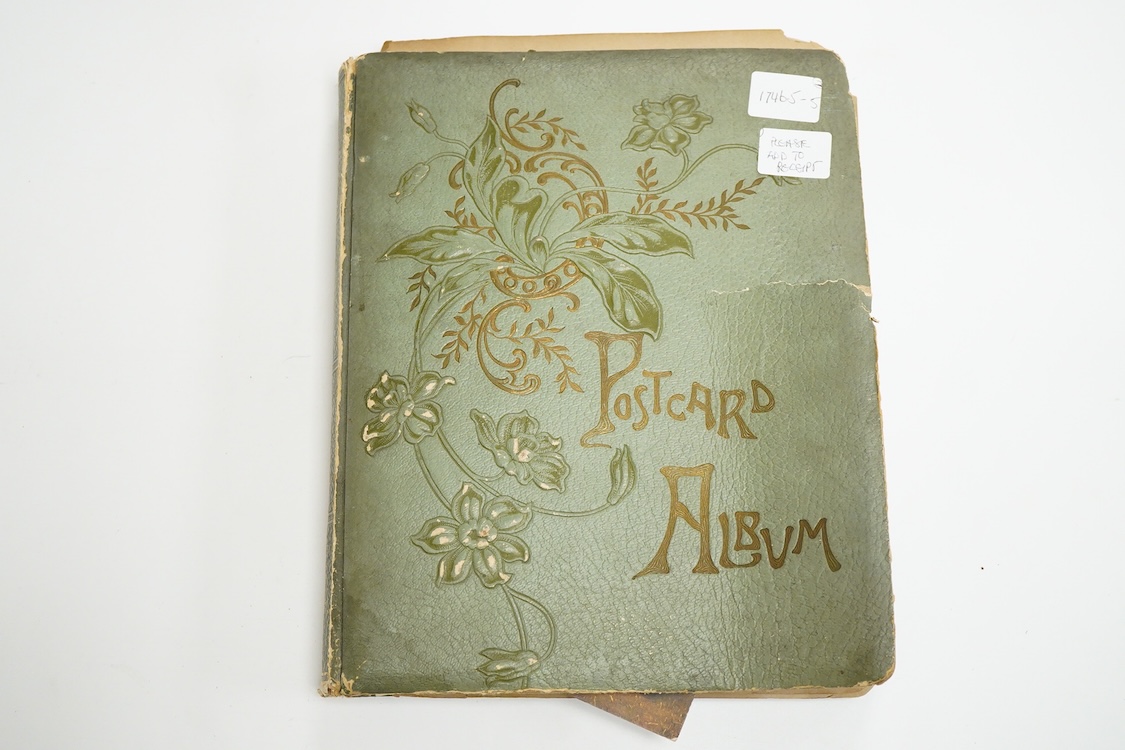 17465-5
PLEASE
ADD TO
RECEIPT
POSTCARD
ALBUM